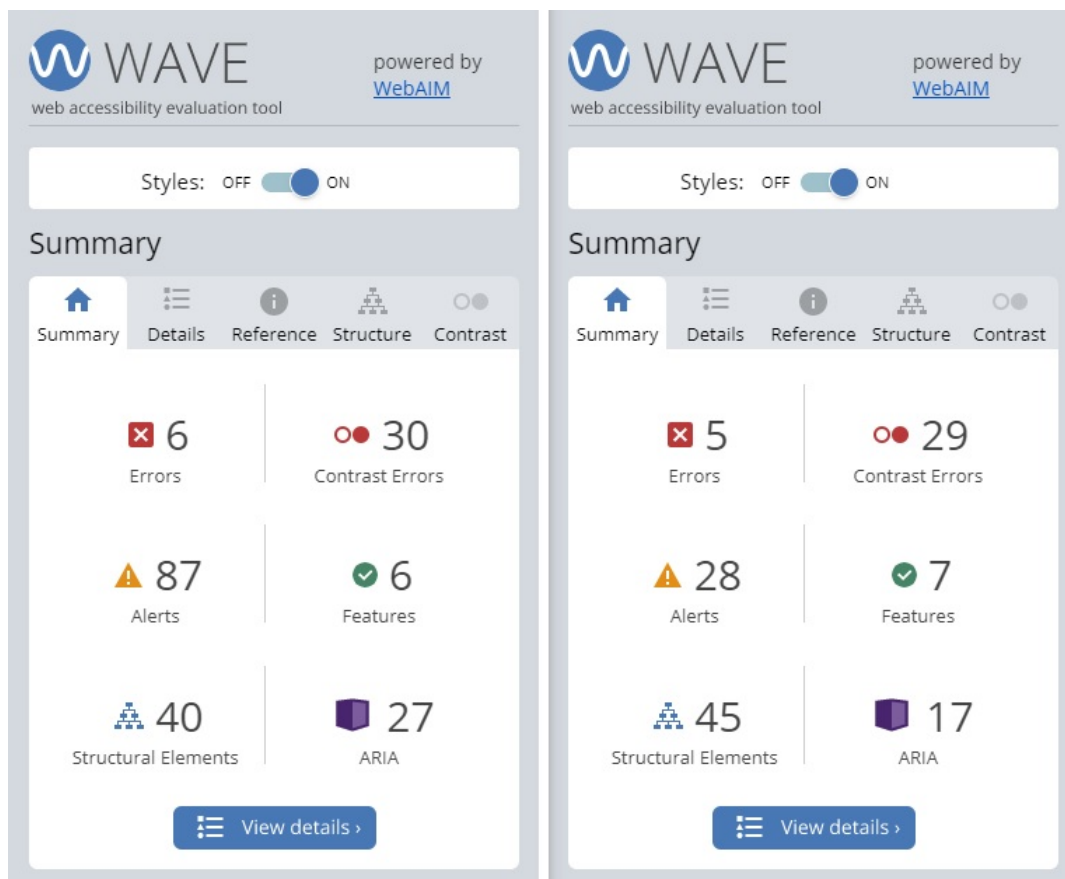 WAVE
powered by
WebAIM
web accessibility evaluation tool
Styles: OFF ON
Summary
Summary Details Reference Structure Contrast
6
Errors
30
Contrast Errors
87
Alerts
6
Features
40
Structural Elements
27
ARIA
View details ›
WAVE
powered by
WebAIM
web accessibility evaluation tool
Styles: OFF ON
Summary
Summary Details Reference Structure Contrast
5
Errors
29
Contrast Errors
28
Alerts
7
Features
45
Structural Elements
17
ARIA
View details ›